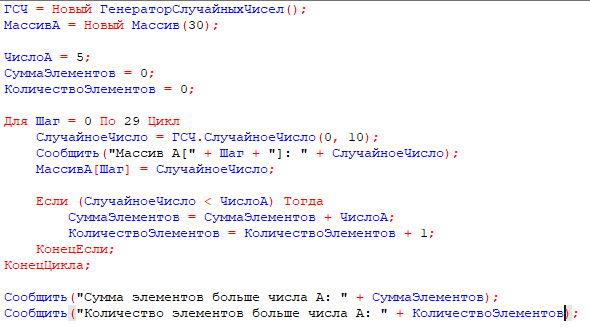 ГСЧ = Новый ГенераторСлучайныхЧисел();
МассивА = Новый Массив(30);
ЧислоА = 5;
СуммаЭлементов = 0;
КоличествоЭлементов = 0;
Для Шаг = 0 По 29 Цикл
СлучайноеЧисло = ГСЧ.СлучайноеЧисло(0, 10);
Сообщить("Массив А[" + Шаг + "]: " + СлучайноеЧисло);
МассивА[Шаг] = СлучайноеЧисло;
Если (СлучайноеЧисло < ЧислоА) Тогда
СуммаЭлементов = СуммаЭлементов + ЧислоА;
КоличествоЭлементов = КоличествоЭлементов + 1;
КонецЕсли;
КонецЦикла;
Сообщить("Сумма элементов больше числа А: " + СуммаЭлементов);
Сообщить("Количество элементов больше числа А: " + КоличествоЭлементов);